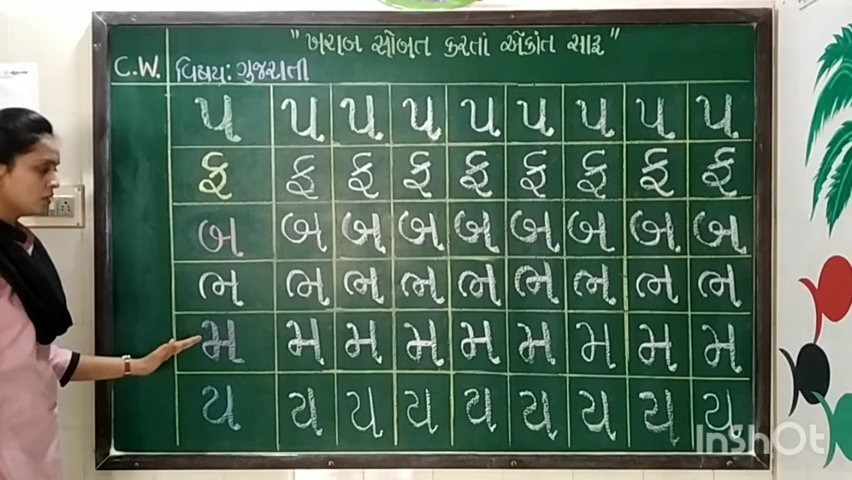 " ખરાબ સોબત કરતાં એકાંત સારૂ "
C.W. વિષય: ગુજરાતી
પ પ પ પ પ પ પ પ પ
ફ ફ ફ ફ ફ ફ ફ ફ ફ
બ બ બ બ બ બ બ બ બ
ભ ભ ભ ભ ભ ભ ભ ભ ભ
મ મ મ મ મ મ મ મ મ
ય ય ય ય ય ય ય ય ય
InShOt